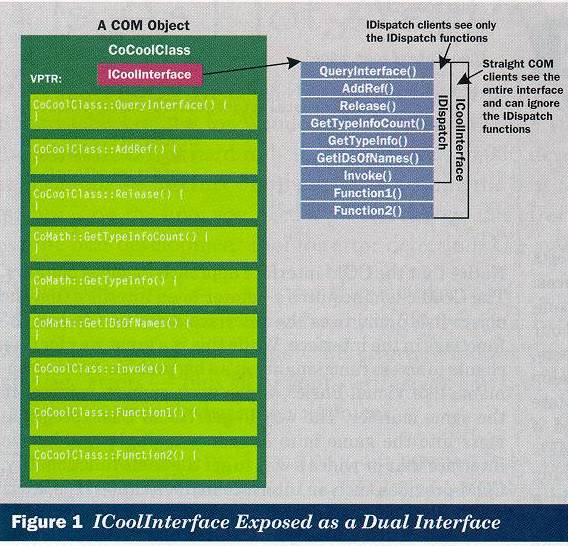 A COM Object
CoCoolClass
VPTR:
ICoolInterface
CoCoolClass::QueryInterface() {
}
CoCoolClass::AddRef() {
}
CoCoolClass::Release() {
}
CoMath::GetTypeInfoCount() {
}
CoMath::GetTypeInfo() {
}
CoMath::GetIDsOfNames() {
}
CoCoolClass::Invoke() {
}
CoCoolClass::Function1() {
}
CoCoolClass::Function2() {
}
IDispatch clients see only
the IDispatch functions
QueryInterface()
AddRef()
Release()
GetTypeInfoCount()
GetTypeInfo()
GetIDsOfNames()
Invoke()
Function1()
Function2()
IDispatch
ICoolInterface
Straight COM
clients see the
entire interface
and can ignore
the IDispatch
functions
Figure 1 ICoolInterface Exposed as a Dual Interface